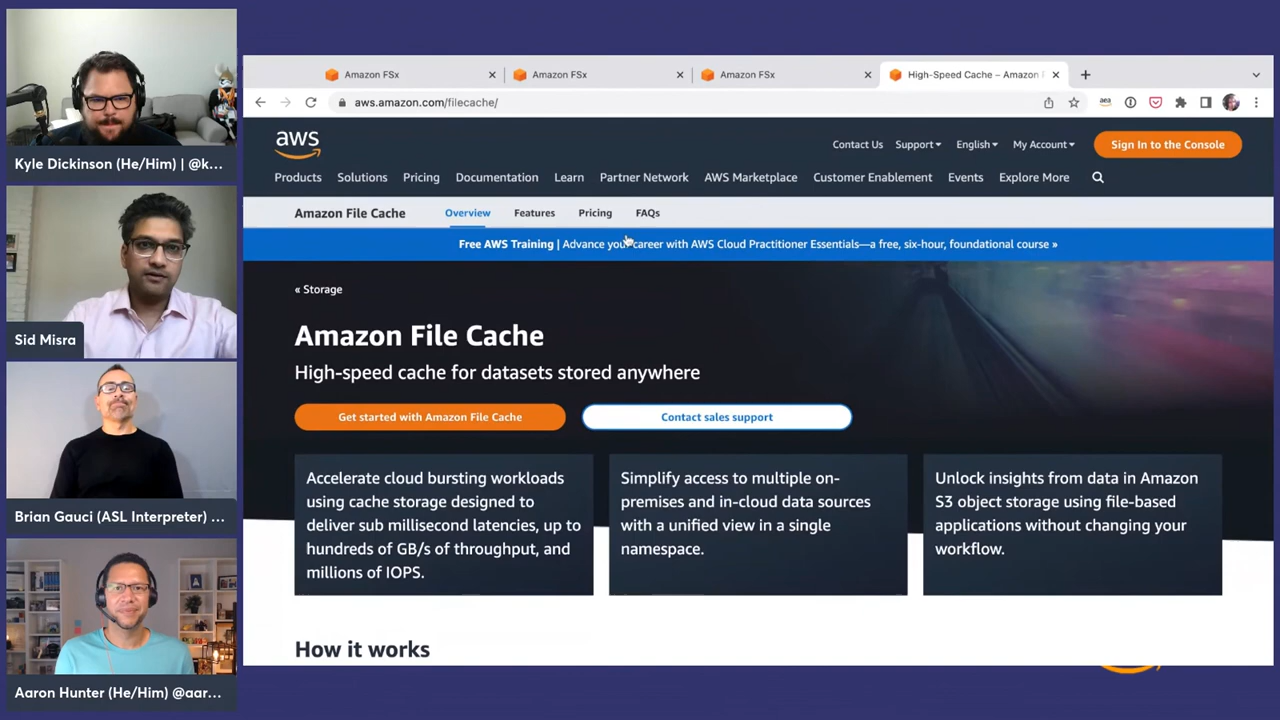 Kyle Dickinson (He/Him) | @k...
Sid Misra
Brian Gauci (ASL Interpreter) ...
Aaron Hunter (He/Him) @aar...
Amazon FSx
Amazon FSx
Amazon FSx
High-Speed Cache – Amazon F
aws.amazon.com/filecache/
aws
Contact Us Support English My Account Sign In to the Console
Products Solutions Pricing Documentation Learn Partner Network AWS Marketplace Customer Enablement Events Explore More
Amazon File Cache Overview Features Pricing FAQs
Free AWS Training | Advance your career with AWS Cloud Practitioner Essentials—a free, six-hour, foundational course »
« Storage
Amazon File Cache
High-speed cache for datasets stored anywhere
Get started with Amazon File Cache
Contact sales support
Accelerate cloud bursting workloads
using cache storage designed to
deliver sub millisecond latencies, up to
hundreds of GB/s of throughput, and
millions of IOPS.
Simplify access to multiple on-
premises and in-cloud data sources
with a unified view in a single
namespace.
Unlock insights from data in Amazon
S3 object storage using file-based
applications without changing your
workflow.
How it works